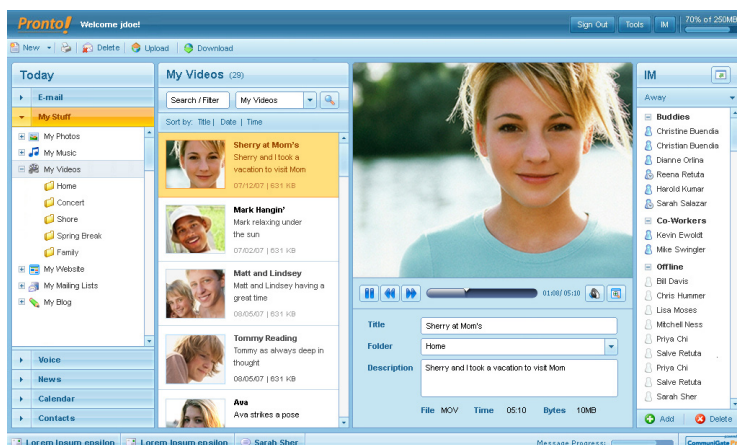 Pronto!
Welcome jdoe!
Sign Out
Tools
IM
70% of 250MB
New
Delete
Upload
Download
Today
E-mail
My Stuff
My Photos
My Music
My Videos
Home
Concert
Shore
Spring Break
Family
My Website
My Mailing Lists
My Blog
Voice
News
Calendar
Contacts
My Videos (29)
Search / Filter
My Videos
Sort by: Title | Date | Time
Sherry at Mom's
Sherry and I took a
vacation to visit Mom
07/12/07 | 631 KB
Mark Hangin'
Mark relaxing under
the sun
07/02/07 | 631 KB
Matt and Lindsey
Matt and Lindsey having a
great time
08/05/07 | 631 KB
Tommy Reading
Tommy as always deep in
thought
08/05/07 | 631 KB
Ava
Ava strikes a pose
01:08/ 05:10
Title
Sherry at Mom's
Folder
Home
Description
Sherry and I took a vacation to visit Mom
File MOV Time 05:10 Bytes 10MB
IM
Away
Buddies
Christine Buendia
Christian Buendia
Dianne Orlina
Reena Retuta
Harold Kumar
Sarah Salazar
Co-Workers
Kevin Ewoldt
Mike Swingler
Offline
Bill Davis
Chris Hummer
Lisa Moses
Mitchell Ness
Priya Chi
Salve Retuta
Priya Chi
Salve Retuta
Sarah Sher
Add
Delete
Lorem Ipsum epsilon
Lorem Ipsum epsilon
Sarah Sher
Message Progress:
CommuniGate